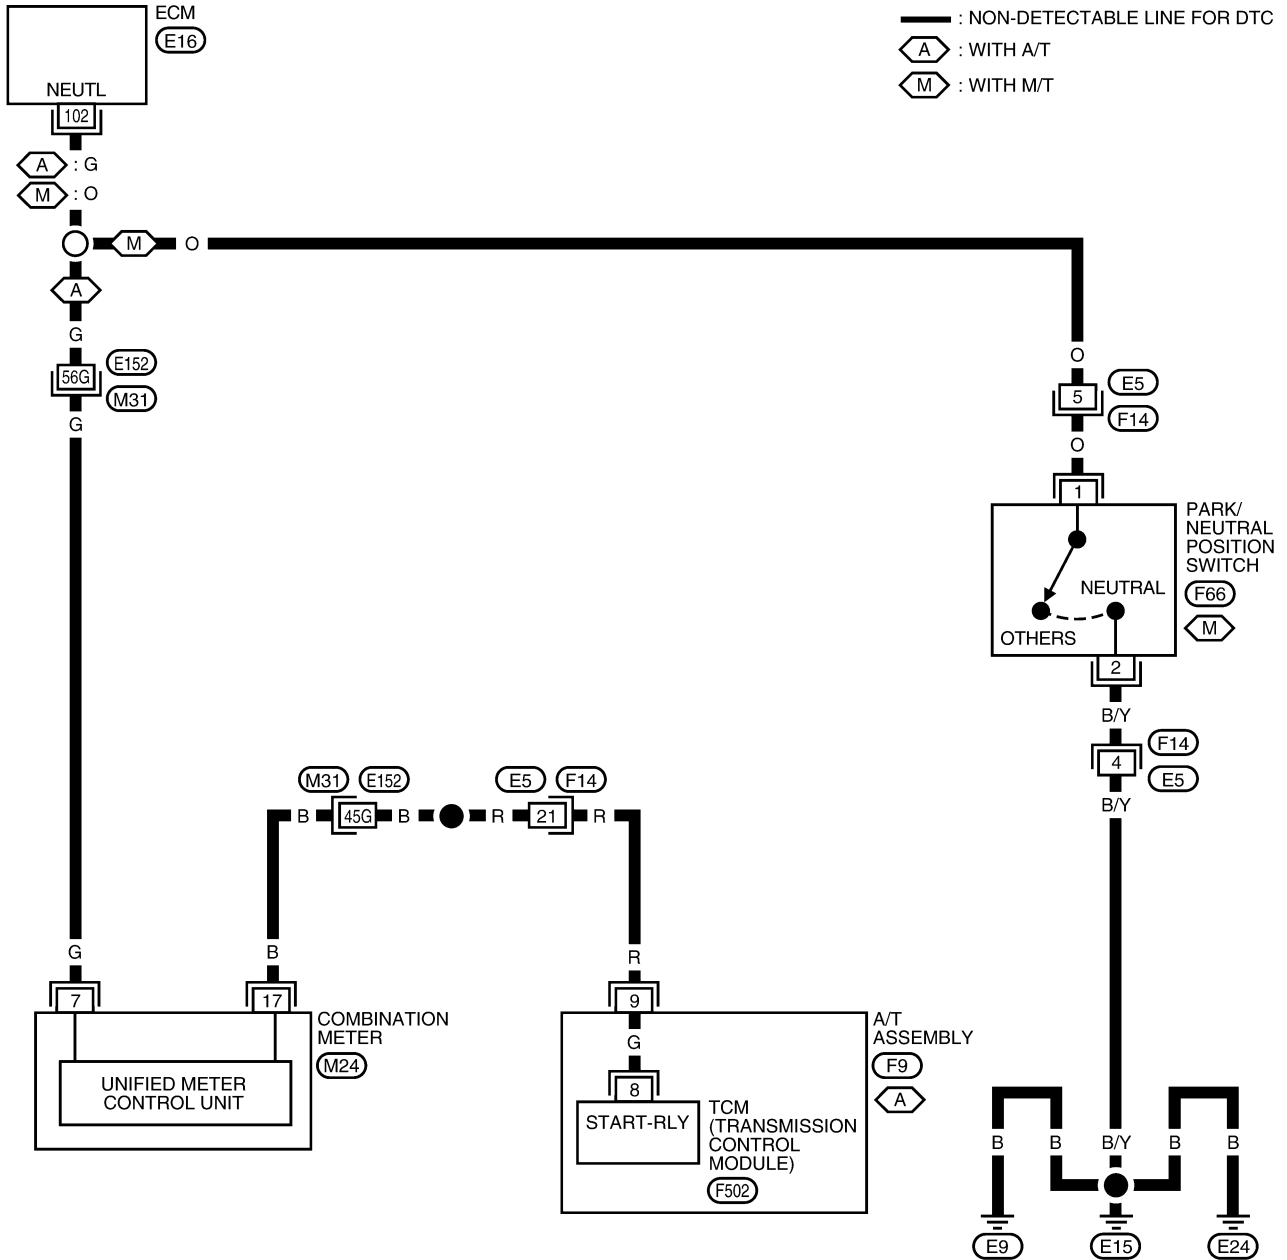 ECM
E16
NEUTL
102
A : G
M : O
: NON-DETECTABLE LINE FOR DTC
A : WITH A/T
M : WITH M/T
M O
A
G
56G
E152
M31
G
O
5
E5
F14
O
1
PARK/
NEUTRAL
POSITION
SWITCH
F66
M
NEUTRAL
OTHERS
2
B/Y
4
F14
E5
B/Y
M31 E152 E5 F14
B 45G B R 21 R
G B R
7 17 9
COMBINATION
METER
M24
UNIFIED METER
CONTROL UNIT
A/T
ASSEMBLY
F9
A
G
8
START-RLY
TCM
(TRANSMISSION
CONTROL
MODULE)
F502
B B B/Y B B
E9 E15 E24